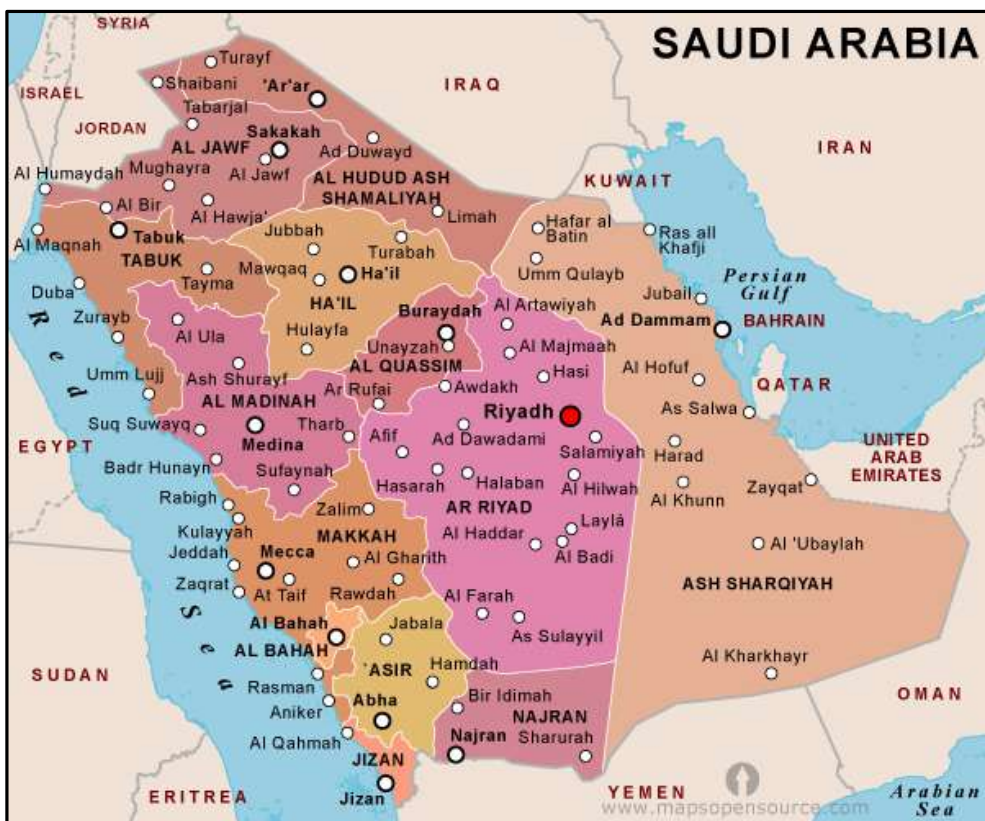 SAUDI ARABIA
SYRIA
IRAQ
IRAN
ISRAEL
JORDAN
KUWAIT
Turayf
Shaibani
'Ar'ar
Tabarjal
Sakakah
AL JAWF
Al Jawf
Ad Duwayd
Al Humaydah
Mughayra
AL HUDUD ASH
SHAMALIYAH
Al Bir
Al Hawja'
Limah
Hafar al
Batin
Ras all
Khafji
Al Maqnah
Tabuk
TABUK
Jubbah
Turabah
Umm Qulayb
Persian
Gulf
Tayma
Mawqaq
Ha'il
HA'IL
Duba
Jubail
Zurayb
Al Ula
Hulayfa
Buraydah
Unayzah
AL QUASSIM
Al Artawiyah
Al Majmaah
Ad Dammam
BAHRAIN
Red
Sea
Umm Lujj
Ash Shurayf
AL MADINAH
Ar Rufai
Awdakh
Hasi
Al Hofuf
QATAR
As Salwa
Suq Suwayq
Medina
Tharb
Afif
Ad Dawadami
Riyadh
Salamiyah
Harad
UNITED
ARAB
EMIRATES
EGYPT
Badr Hunayn
Sufaynah
Hasarah
Halaban
Al Hilwah
Al Khunn
Zayqat
Rabigh
Zalim
AR RIYAD
Kulayyah
MAKKAH
Al Haddar
Laylá
Al Badi
Jeddah
Mecca
Al Gharith
Al 'Ubaylah
Zaqrat
At Taif
Rawdah
ASH SHARQIYAH
Al Bahah
AL BAHAH
Jabala
Al Farah
As Sulayyil
SUDAN
'ASIR
Hamdah
Al Kharkhayr
Rasman
Abha
Bir Idimah
OMAN
Aniker
NAJRAN
Al Qahmah
Najran
Sharurah
JIZAN
Jizan
ERITREA
YEMEN
Arabian
Sea
www.mapsopensource.com